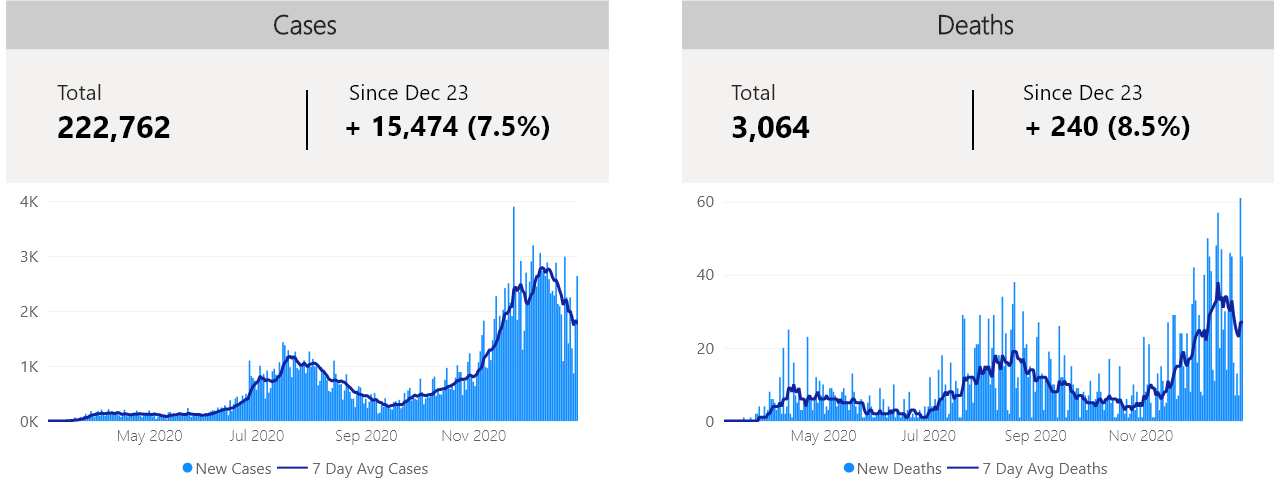 Cases
Total
222,762
Since Dec 23
+ 15,474 (7.5%)
4K
3K
2K
1K
0K
May 2020
Jul 2020
Sep 2020
Nov 2020
New Cases
7 Day Avg Cases
Deaths
Total
3,064
Since Dec 23
+ 240 (8.5%)
60
40
20
0
May 2020
Jul 2020
Sep 2020
Nov 2020
New Deaths
7 Day Avg Deaths